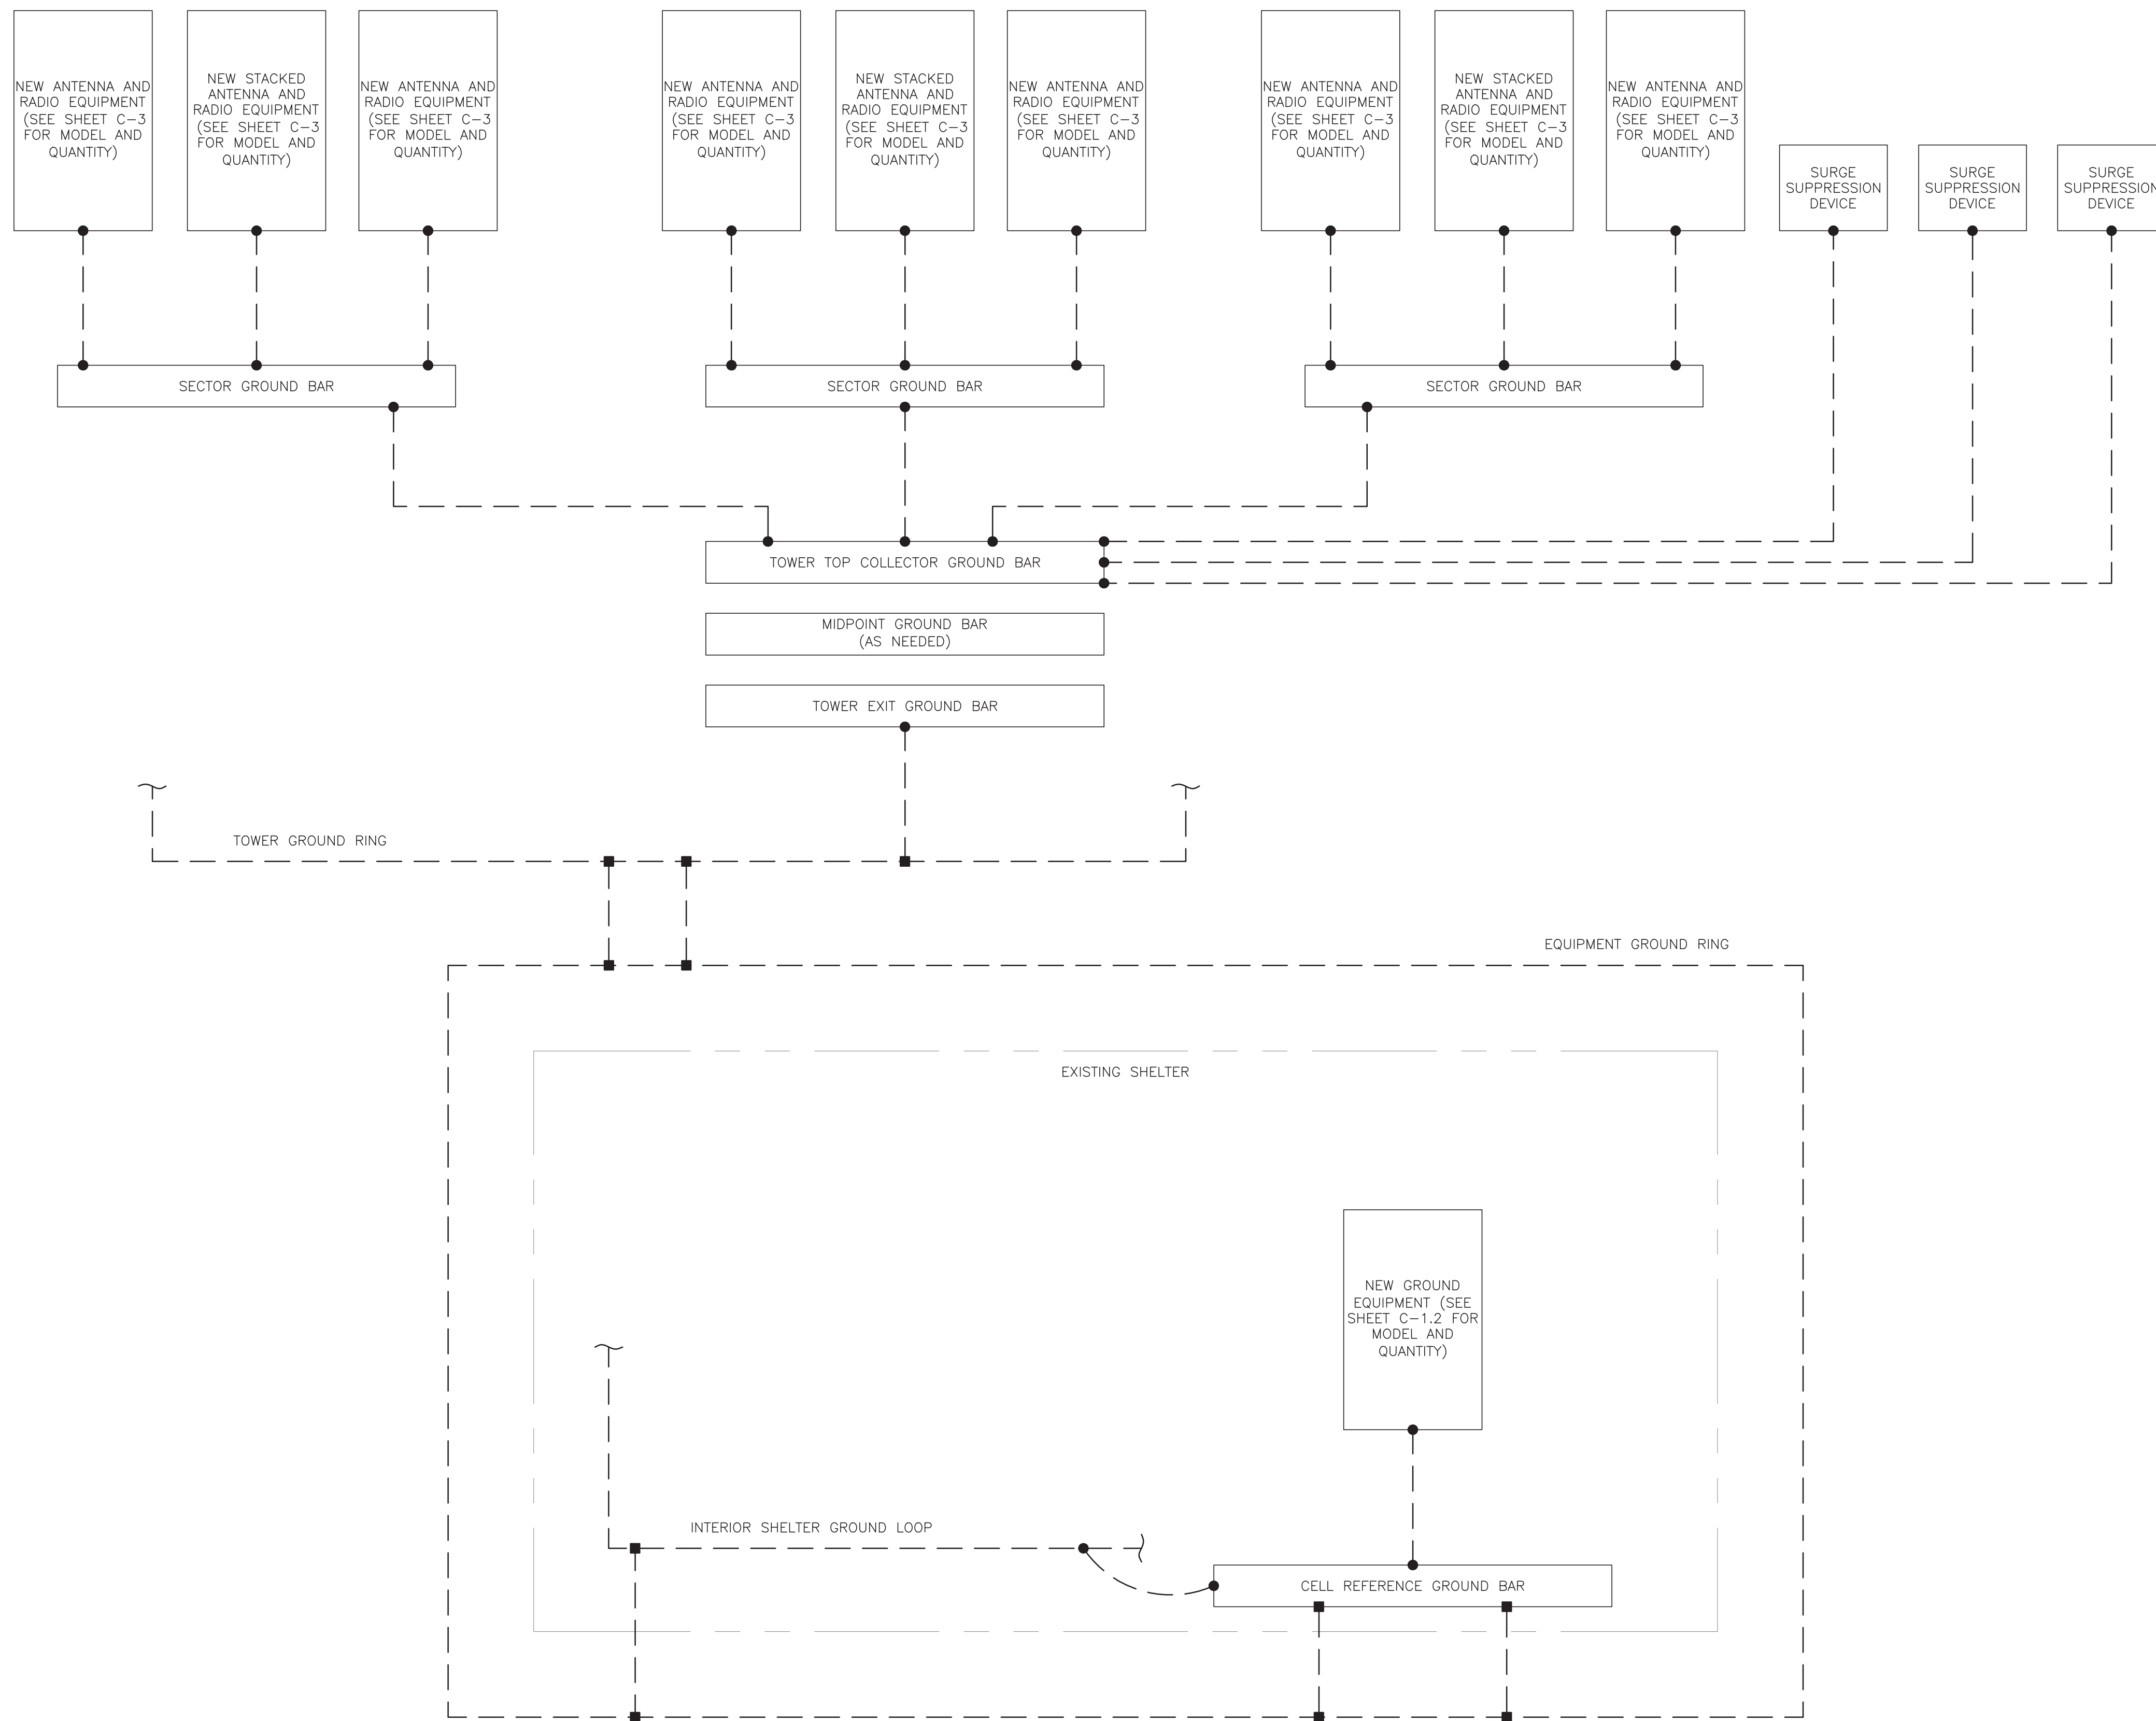 NEW ANTENNA AND
RADIO EQUIPMENT
(SEE SHEET C-3
FOR MODEL AND
QUANTITY)
NEW STACKED
ANTENNA AND
RADIO EQUIPMENT
(SEE SHEET C-3
FOR MODEL AND
QUANTITY)
NEW ANTENNA AND
RADIO EQUIPMENT
(SEE SHEET C-3
FOR MODEL AND
QUANTITY)
NEW ANTENNA AND
RADIO EQUIPMENT
(SEE SHEET C-3
FOR MODEL AND
QUANTITY)
NEW STACKED
ANTENNA AND
RADIO EQUIPMENT
(SEE SHEET C-3
FOR MODEL AND
QUANTITY)
NEW ANTENNA AND
RADIO EQUIPMENT
(SEE SHEET C-3
FOR MODEL AND
QUANTITY)
NEW ANTENNA AND
RADIO EQUIPMENT
(SEE SHEET C-3
FOR MODEL AND
QUANTITY)
NEW STACKED
ANTENNA AND
RADIO EQUIPMENT
(SEE SHEET C-3
FOR MODEL AND
QUANTITY)
NEW ANTENNA AND
RADIO EQUIPMENT
(SEE SHEET C-3
FOR MODEL AND
QUANTITY)
SURGE
SUPPRESSION
DEVICE
SURGE
SUPPRESSION
DEVICE
SURGE
SUPPRESSION
DEVICE
SECTOR GROUND BAR
SECTOR GROUND BAR
SECTOR GROUND BAR
TOWER TOP COLLECTOR GROUND BAR
MIDPOINT GROUND BAR
(AS NEEDED)
TOWER EXIT GROUND BAR
TOWER GROUND RING
EQUIPMENT GROUND RING
EXISTING SHELTER
NEW GROUND
EQUIPMENT (SEE
SHEET C-1.2 FOR
MODEL AND
QUANTITY)
INTERIOR SHELTER GROUND LOOP
CELL REFERENCE GROUND BAR